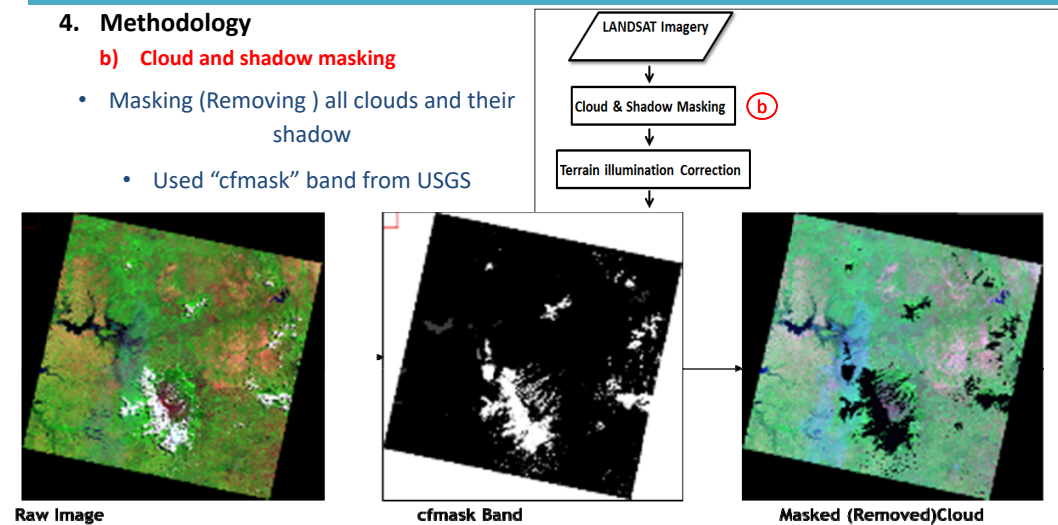 4. Methodology
b) Cloud and shadow masking
• Masking (Removing ) all clouds and their
shadow
• Used “cfmask” band from USGS
LANDSAT Imagery
Cloud & Shadow Masking
b
Terrain illumination Correction
Raw Image
cfmask Band
Masked (Removed)Cloud